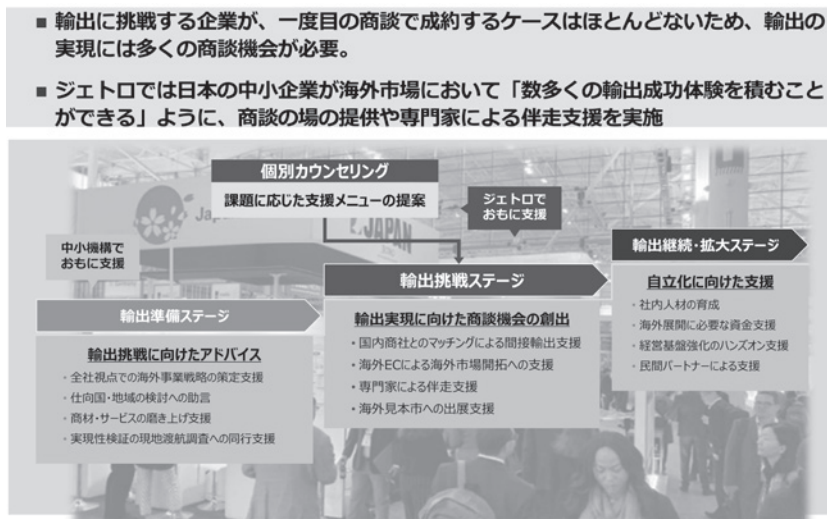 ■ 輸出に挑戦する企業が、一度目の商談で成約するケースはほとんどないため、輸出の
実現には多くの商談機会が必要。
■ ジェトロでは日本の中小企業が海外市場において「数多くの輸出成功体験を積むこと
ができる」ように、商談の場の提供や専門家による伴走支援を実施
個別カウンセリング
課題に応じた支援メニューの提案
ジェトロで
おもに支援
JAPAN
中小機構で
おもに支援
輸出準備ステージ
輸出挑戦に向けたアドバイス
・全社視点での海外事業戦略の策定支援
・仕向国・地域の検討への助言
・商材・サービスの磨き上げ支援
・実現性検証の現地渡航調査への同行支援
輸出挑戦ステージ
輸出実現に向けた商談機会の創出
・国内商社とのマッチングによる間接輸出支援
・海外ECによる海外市場開拓への支援
・専門家による伴走支援
・海外見本市への出展支援
輸出継続・拡大ステージ
自立化に向けた支援
・社内人材の育成
・海外展開に必要な資金支援
・経営基盤強化のハンズオン支援
・民間パートナーによる支援